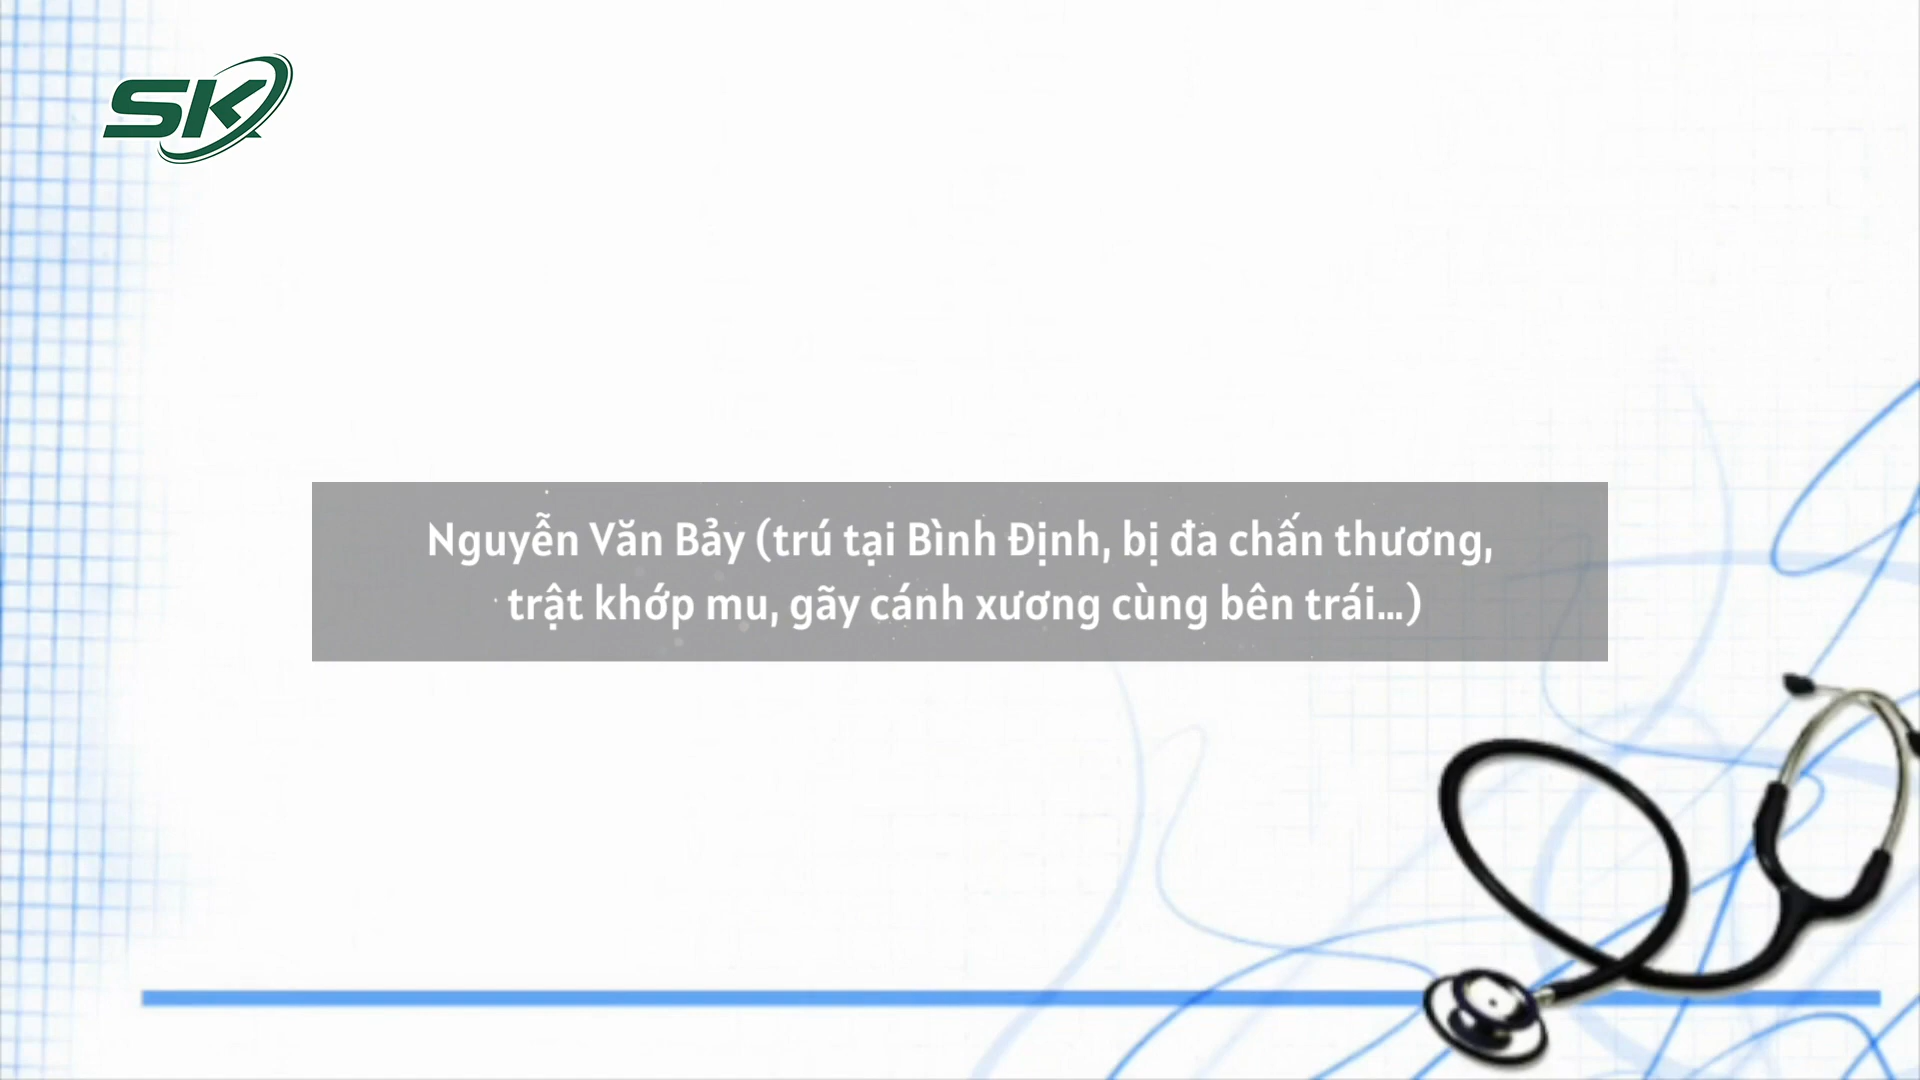 SK
Nguyễn Văn Bảy (trú tại Bình Định, bị đa chấn thương,
trật khớp mu, gãy cánh xương cùng bên trái...)